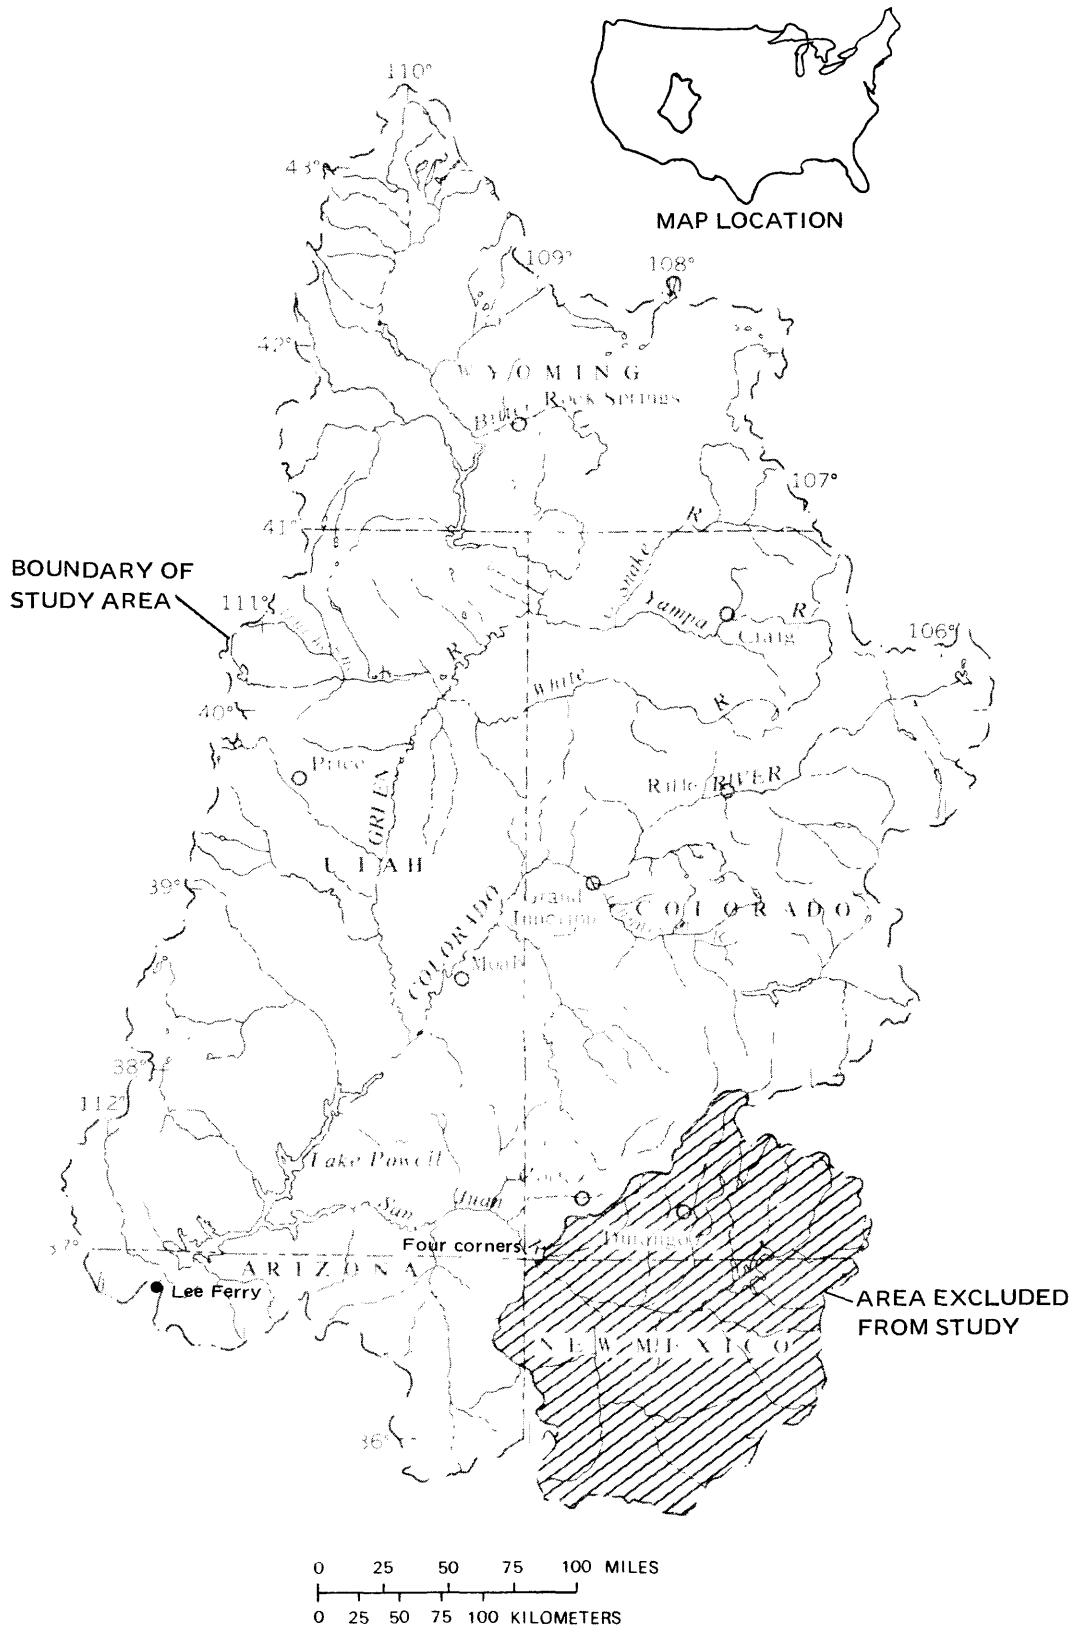 110°
43°
MAP LOCATION
109°
108°
42°
WYOMING
Rock Springs
107°
R
41°
BOUNDARY OF
STUDY AREA
111°
Snake
Yampa
R
Craig
106°
R
White
R
40°
Price
GREEN
Rifle
RIVER
UTAH
39°
COLORADO
Grand
Junction
COLORADO
Moab
38°
112°
Lake Powell
San
Juan
Durango
37°
Four corners
ARIZONA
Lee Ferry
AREA EXCLUDED
FROM STUDY
NEW MEXICO
36°
0 25 50 75 100 MILES
0 25 50 75 100 KILOMETERS